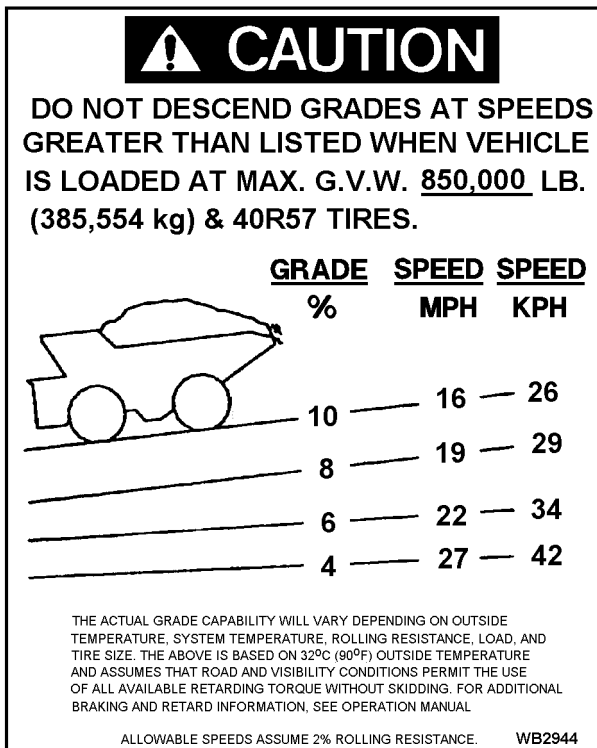 CAUTION
DO NOT DESCEND GRADES AT SPEEDS
GREATER THAN LISTED WHEN VEHICLE
IS LOADED AT MAX. G.V.W. 850,000 LB.
(385,554 kg) & 40R57 TIRES.
GRADE SPEED SPEED
% MPH KPH
10 16 26
8 19 29
6 22 34
4 27 42
THE ACTUAL GRADE CAPABILITY WILL VARY DEPENDING ON OUTSIDE
TEMPERATURE, SYSTEM TEMPERATURE, ROLLING RESISTANCE, LOAD, AND
TIRE SIZE. THE ABOVE IS BASED ON 32ºC (90ºF) OUTSIDE TEMPERATURE
AND ASSUMES THAT ROAD AND VISIBILITY CONDITIONS PERMIT THE USE
OF ALL AVAILABLE RETARDING TORQUE WITHOUT SKIDDING. FOR ADDITIONAL
BRAKING AND RETARD INFORMATION, SEE OPERATION MANUAL
ALLOWABLE SPEEDS ASSUME 2% ROLLING RESISTANCE. WB2944